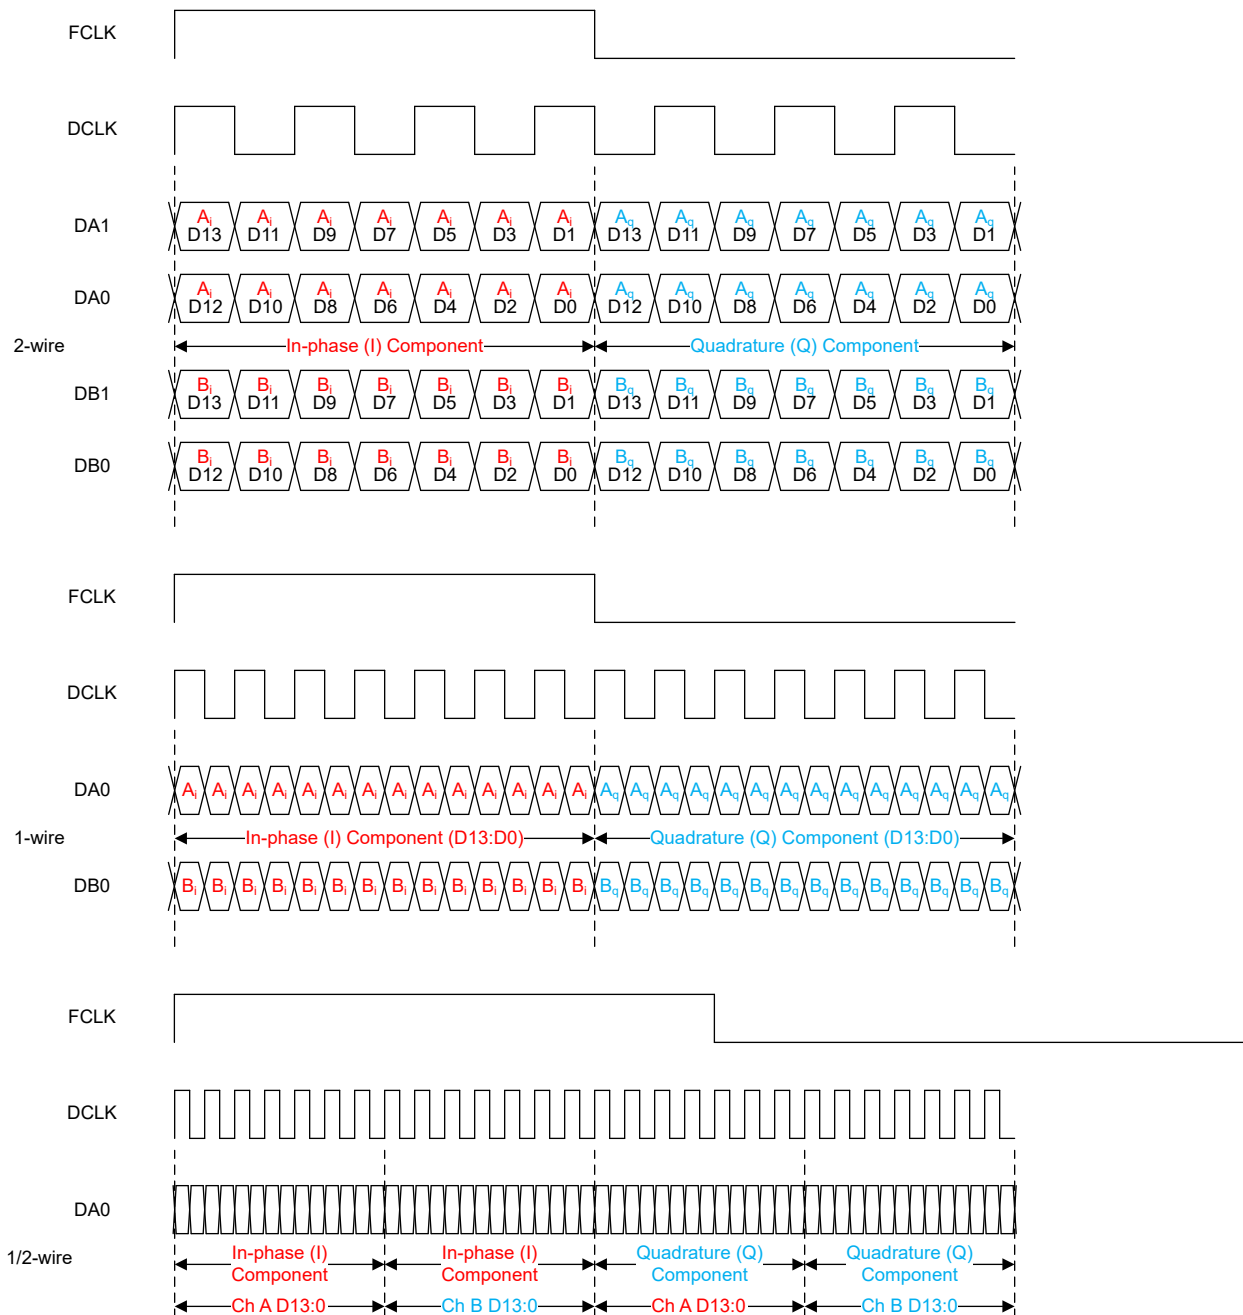 FCLK
DCLK
DA1 Ai Ai Ai Ai Ai Ai Ai Aq Aq Aq Aq Aq Aq Aq
D13 D11 D9 D7 D5 D3 D1 D13 D11 D9 D7 D5 D3 D1
DA0 Ai Ai Ai Ai Ai Ai Ai Aq Aq Aq Aq Aq Aq Aq
D12 D10 D8 D6 D4 D2 D0 D12 D10 D8 D6 D4 D2 D0
2-wire In-phase (I) Component Quadrature (Q) Component
DB1 Bi Bi Bi Bi Bi Bi Bi Bq Bq Bq Bq Bq Bq Bq
D13 D11 D9 D7 D5 D3 D1 D13 D11 D9 D7 D5 D3 D1
DB0 Bi Bi Bi Bi Bi Bi Bi Bq Bq Bq Bq Bq Bq Bq
D12 D10 D8 D6 D4 D2 D0 D12 D10 D8 D6 D4 D2 D0
FCLK
DCLK
DA0 Ai Ai Ai Ai Ai Ai Ai Ai Ai Ai Ai Ai Ai Ai Aq Aq Aq Aq Aq Aq Aq Aq Aq Aq Aq Aq Aq Aq
1-wire In-phase (I) Component (D13:D0) Quadrature (Q) Component (D13:D0)
DB0 Bi Bi Bi Bi Bi Bi Bi Bi Bi Bi Bi Bi Bi Bi Bq Bq Bq Bq Bq Bq Bq Bq Bq Bq Bq Bq Bq Bq
FCLK
DCLK
DA0
1/2-wire In-phase (I) In-phase (I) Quadrature (Q) Quadrature (Q)
Component Component Component Component
Ch A D13:0 Ch B D13:0 Ch A D13:0 Ch B D13:0